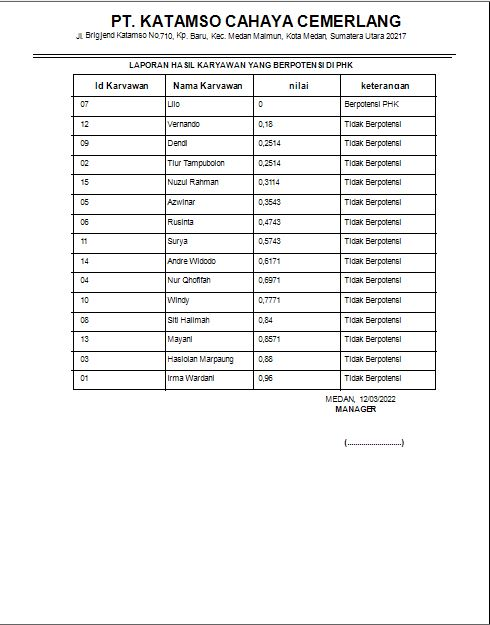 PT. KATAMSO CAHAYA CEMERLANG
Jl. Brigjend Katamso No.710, Kp. Baru, Kec. Medan Maimun, Kota Medan, Sumatera Utara 20217
LAPORAN HASIL KARYAWAN YANG BERPOTENSI DI PHK
Id Karyawan Nama Karyawan nilai keterangan
07 Lilo 0 Berpotensi PHK
12 Vernando 0,18 Tidak Berpotensi
09 Dendi 0,2514 Tidak Berpotensi
02 Tiur Tampubolon 0,2514 Tidak Berpotensi
15 Nuzul Rahman 0,3114 Tidak Berpotensi
05 Azwinar 0,3543 Tidak Berpotensi
06 Rusinta 0,4743 Tidak Berpotensi
11 Surya 0,5743 Tidak Berpotensi
14 Andre Widodo 0,6171 Tidak Berpotensi
04 Nur Qhofifah 0,6971 Tidak Berpotensi
10 Windy 0,7771 Tidak Berpotensi
08 Siti Halimah 0,84 Tidak Berpotensi
13 Mayani 0,8571 Tidak Berpotensi
03 Hasiolan Marpaung 0,88 Tidak Berpotensi
01 Irma Wardani 0,96 Tidak Berpotensi
MEDAN, 12/03/2022
MANAGER
(..........................)